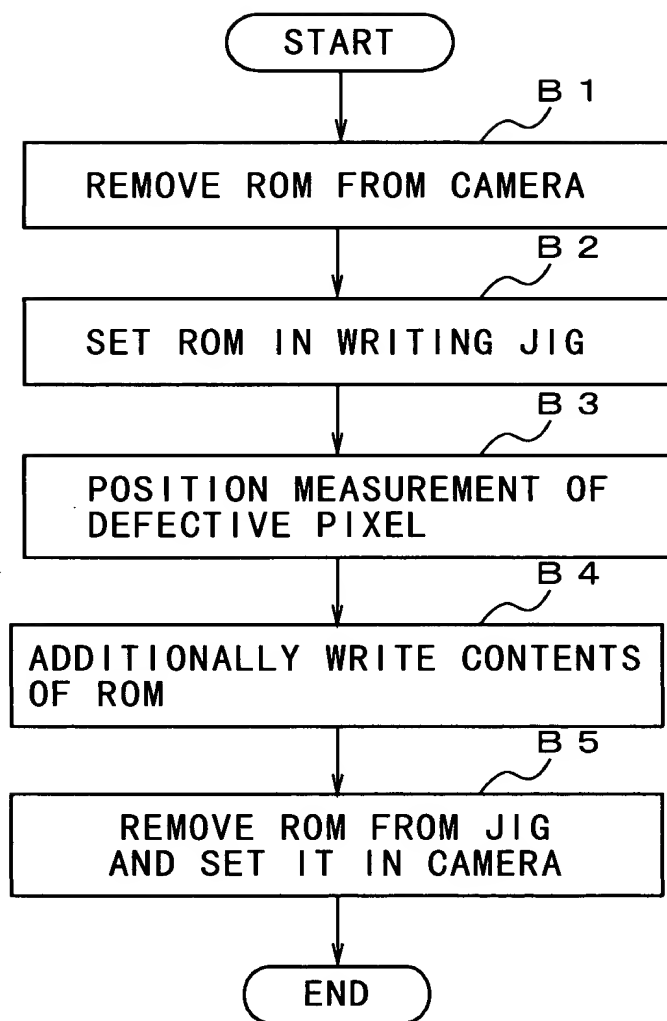 START
B 1
REMOVE ROM FROM CAMERA
B 2
SET ROM IN WRITING JIG
B 3
POSITION MEASUREMENT OF
DEFECTIVE PIXEL
B 4
ADDITIONALLY WRITE CONTENTS
OF ROM
B 5
REMOVE ROM FROM JIG
AND SET IT IN CAMERA
END